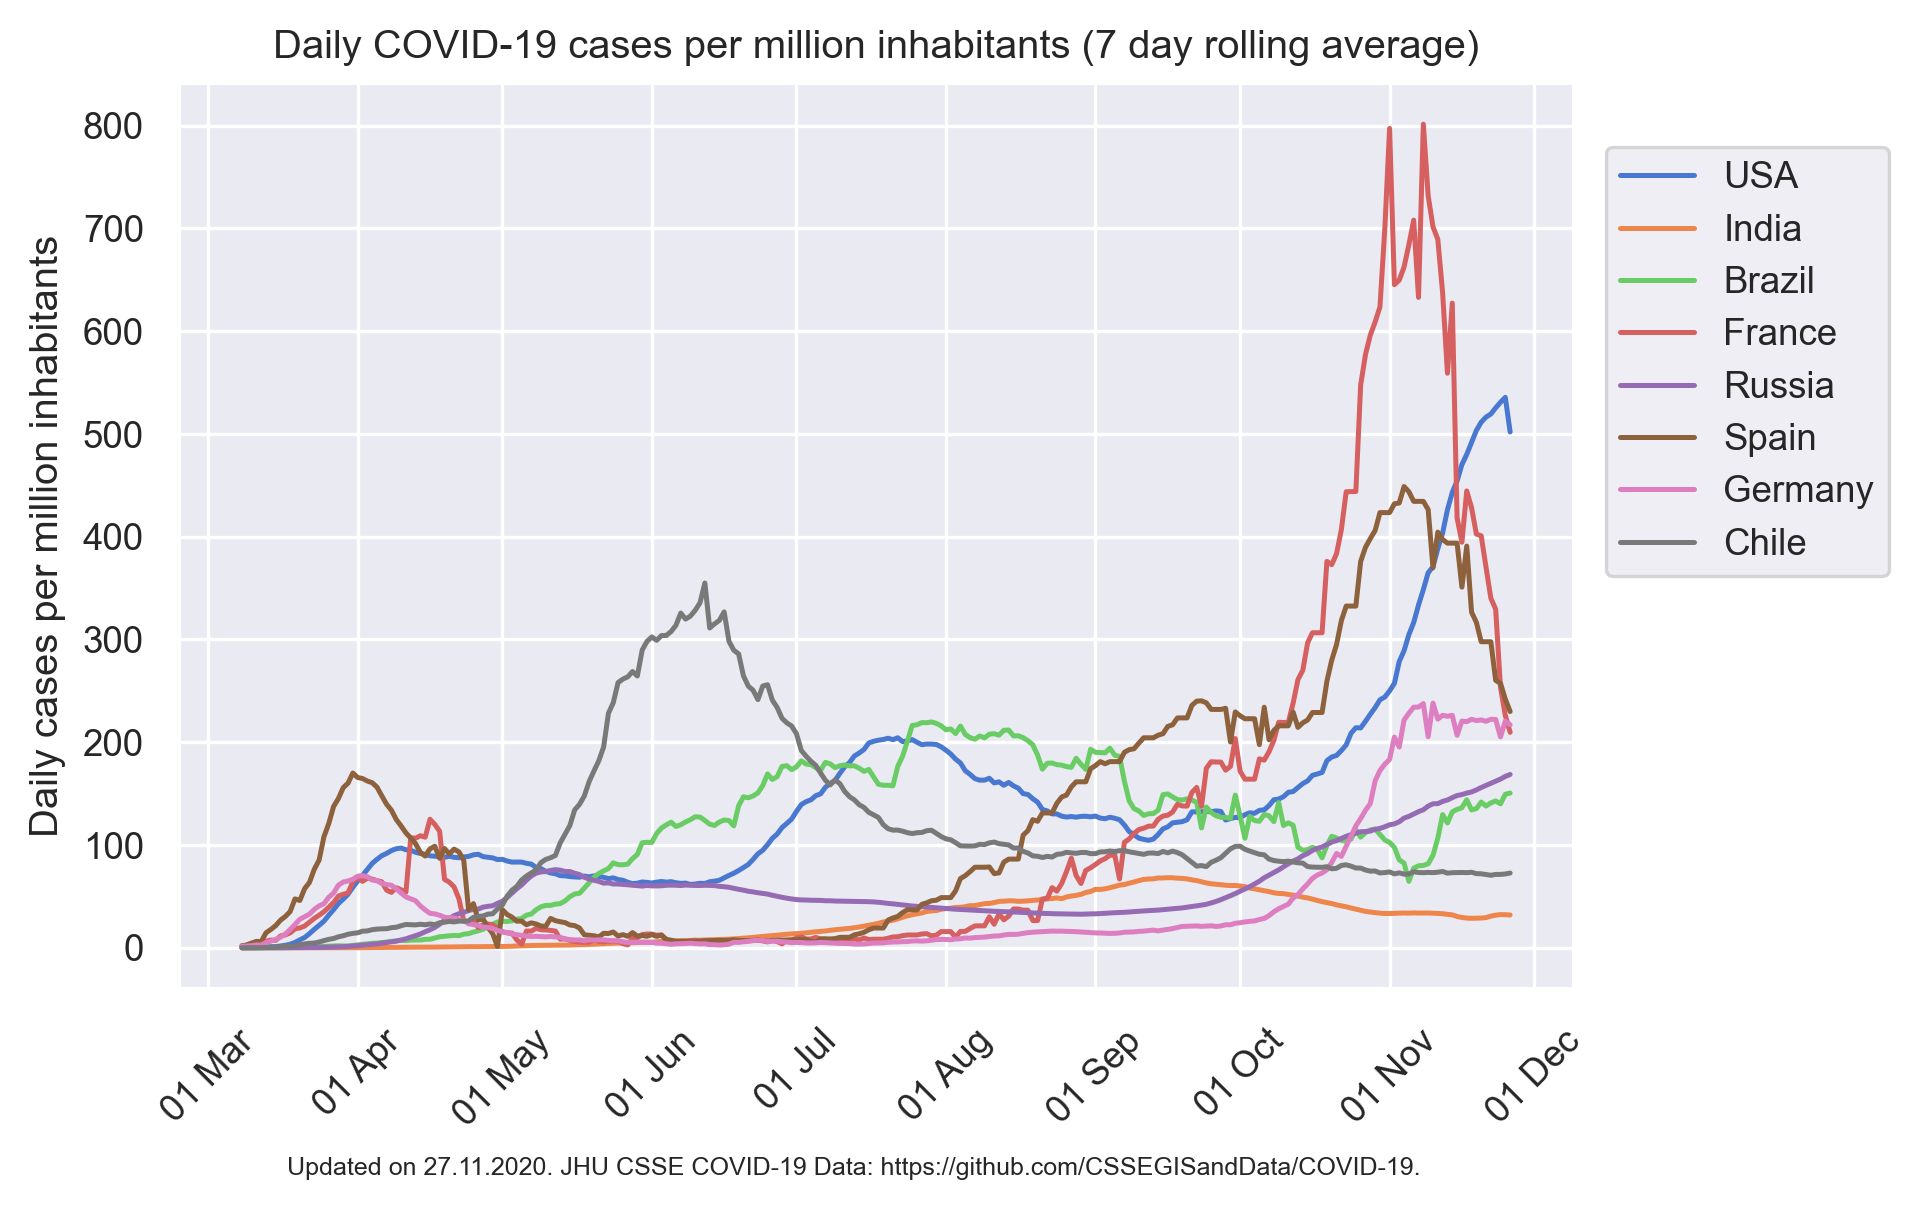 Daily COVID-19 cases per million inhabitants (7 day rolling average)
Daily cases per million inhabitants
800
700
600
500
400
300
200
100
0
01 Mar
01 Apr
01 May
01 Jun
01 Jul
01 Aug
01 Sep
01 Oct
01 Nov
01 Dec
USA
India
Brazil
France
Russia
Spain
Germany
Chile
Updated on 27.11.2020. JHU CSSE COVID-19 Data: https://github.com/CSSEGISandData/COVID-19.